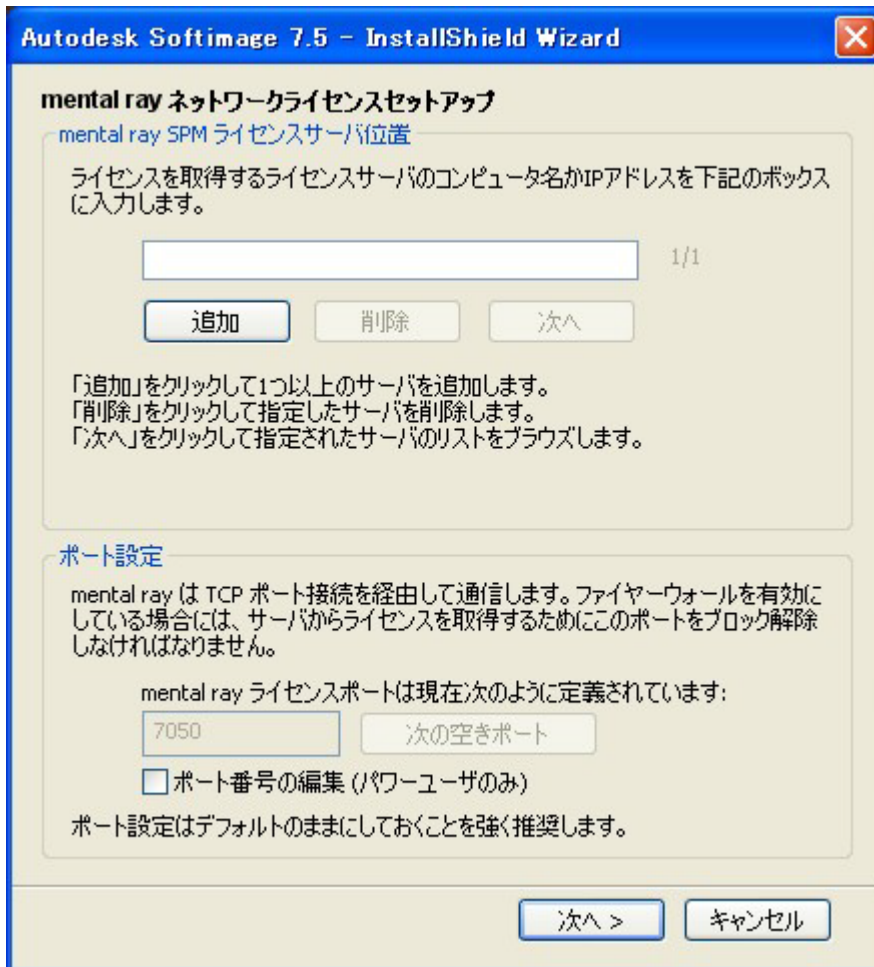 Autodesk Softimage 7.5 - InstallShield Wizard
mental ray ネットワークライセンスセットアップ
mental ray SPM ライセンスサーバ位置
ライセンスを取得するライセンスサーバのコンピュータ名かIPアドレスを下記のボックス
に入力します。
1/1
追加 削除 次へ
「追加」をクリックして1つ以上のサーバを追加します。
「削除」をクリックして指定したサーバを削除します。
「次へ」をクリックして指定されたサーバのリストをブラウズします。
ポート設定
mental ray は TCP ポート接続を経由して通信します。ファイヤーウォールを有効に
している場合には、サーバからライセンスを取得するためにこのポートをブロック解除
しなければなりません。
mental ray ライセンスポートは現在次のように定義されています:
7050 次の空きポート
ポート番号の編集 (パワーユーザのみ)
ポート設定はデフォルトのままにしておくことを強く推奨します。
次へ > キャンセル